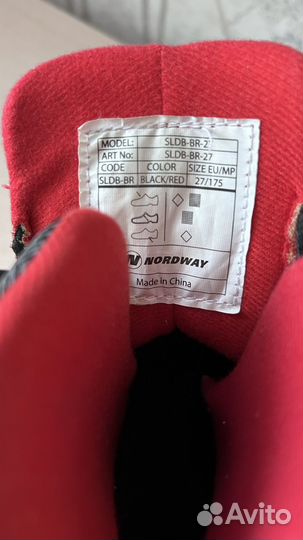 MODEL: SLDB-BR-2
ART No: SLDB-BR-27
CODE COLOR SIZE EU/MP
SLDB-BR BLACK/RED 27/175
N NORDWAY
Made in China
Avito